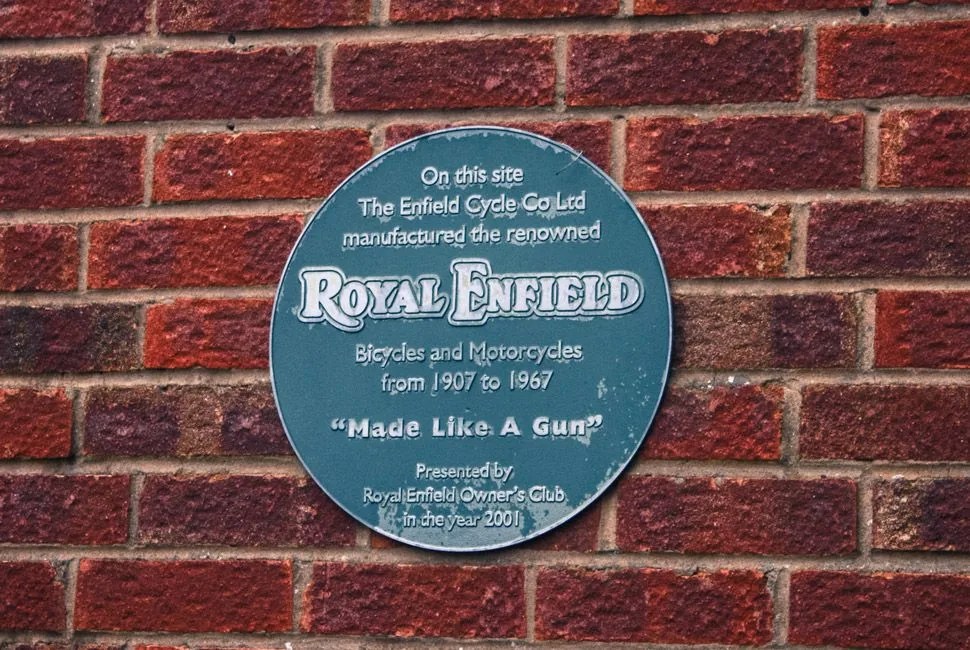 On this site
The Enfield Cycle Co Ltd
manufactured the renowned
ROYAL ENFIELD
Bicycles and Motorcycles
from 1907 to 1967
“Made Like A Gun”
Presented by
Royal Enfield Owner's Club
in the year 2001